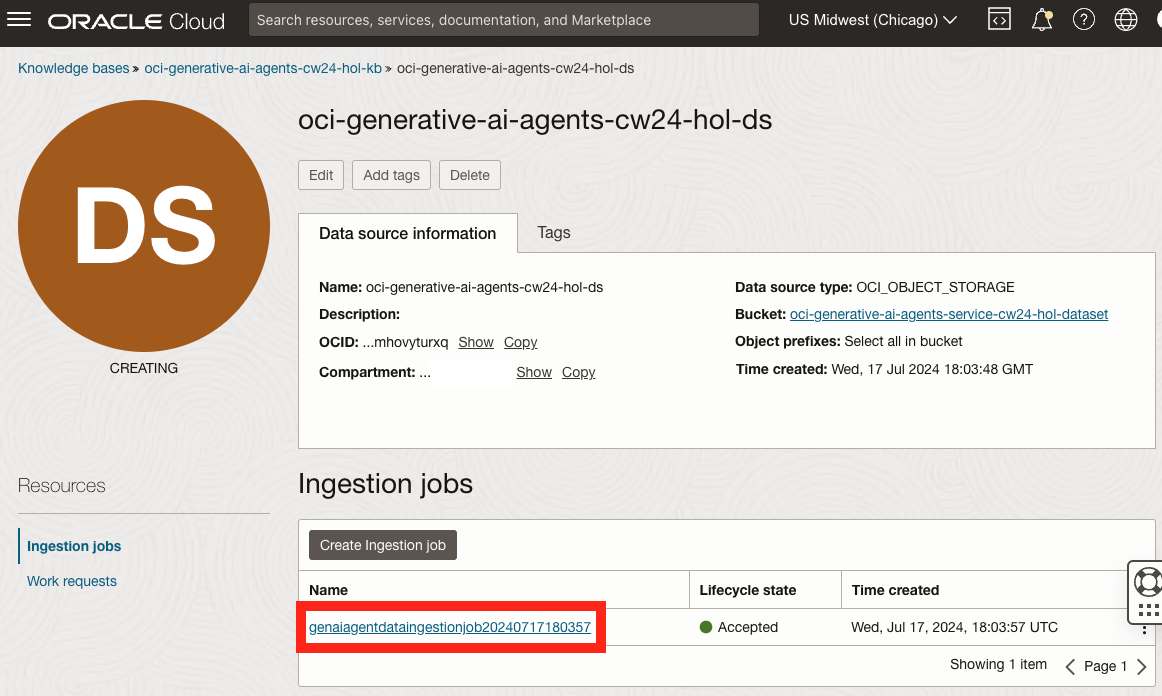 ORACLE Cloud
Search resources, services, documentation, and Marketplace
US Midwest (Chicago)
Knowledge bases » oci-generative-ai-agents-cw24-hol-kb » oci-generative-ai-agents-cw24-hol-ds
DS
CREATING
oci-generative-ai-agents-cw24-hol-ds
Edit Add tags Delete
Data source information Tags
Name: oci-generative-ai-agents-cw24-hol-ds
Description:
OCID: ...mhovyturxq Show Copy
Compartment: ... Show Copy
Data source type: OCI_OBJECT_STORAGE
Bucket: oci-generative-ai-agents-service-cw24-hol-dataset
Object prefixes: Select all in bucket
Time created: Wed, 17 Jul 2024 18:03:48 GMT
Resources
Ingestion jobs
Work requests
Ingestion jobs
Create Ingestion job
Name Lifecycle state Time created
genaiagentdataingestionjob20240717180357 Accepted Wed, Jul 17, 2024, 18:03:57 UTC
Showing 1 item Page 1